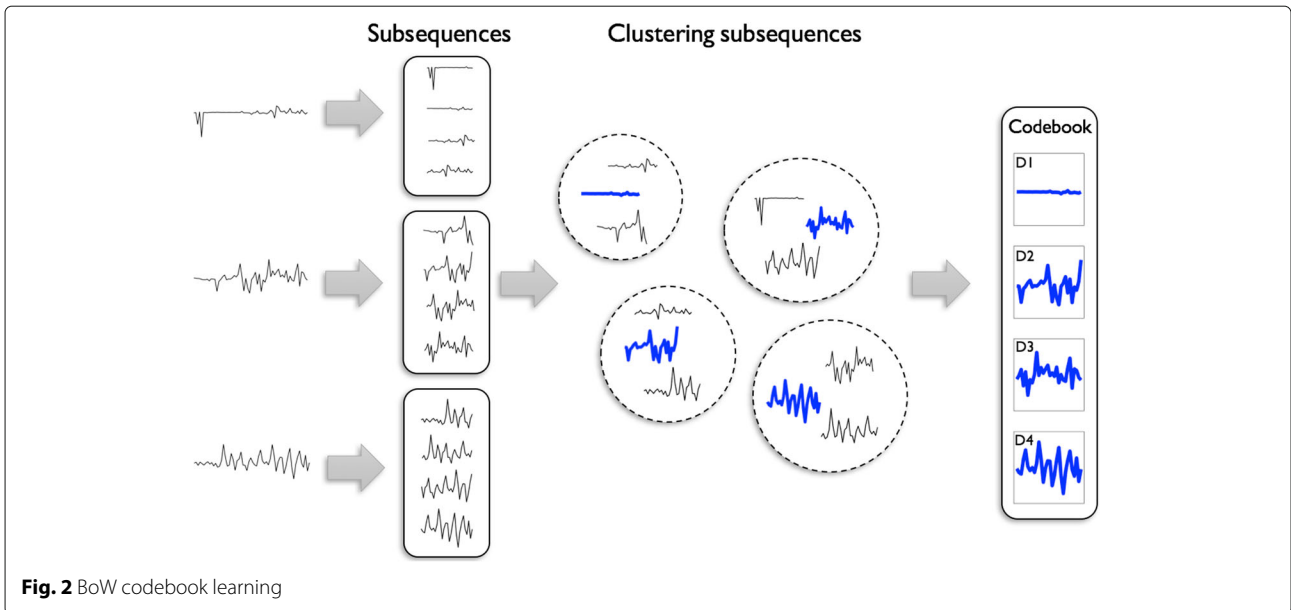 Subsequences
Clustering subsequences
Codebook
D1
D2
D3
D4
Fig. 2 BoW codebook learning